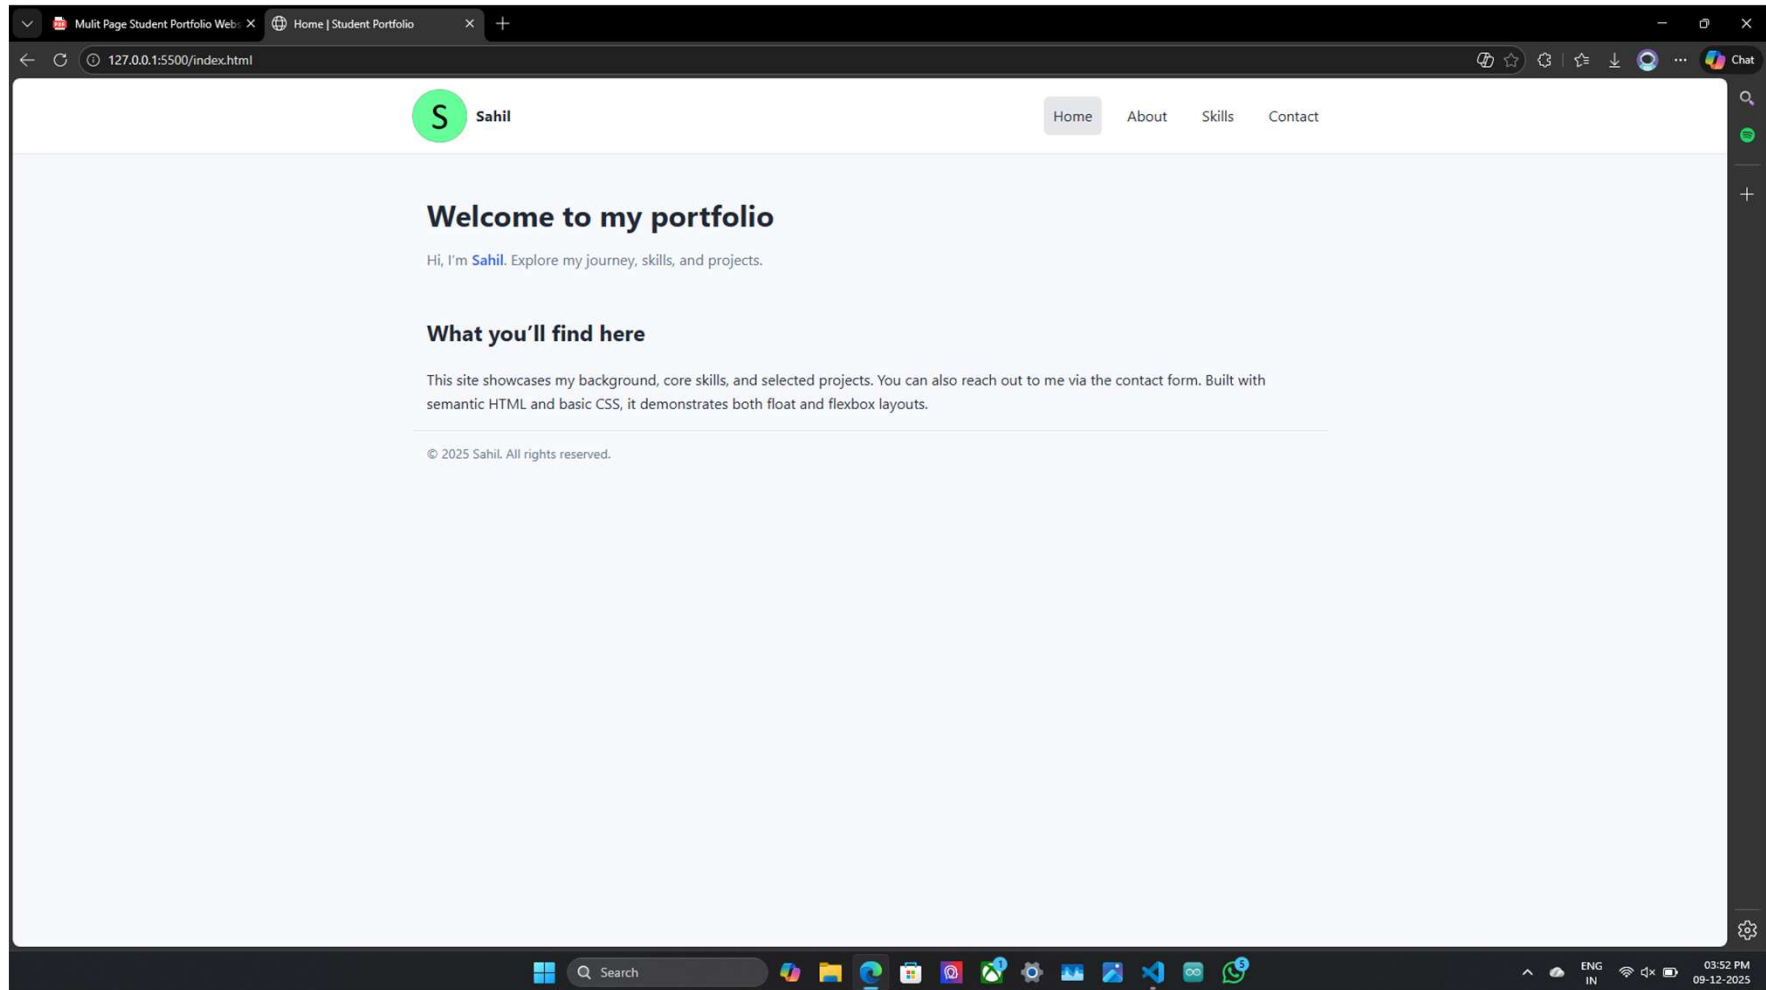 Mulit Page Student Portfolio Webs
Home | Student Portfolio
127.0.0.1:5500/index.html
Chat
S
Sahil
Home
About
Skills
Contact
Welcome to my portfolio
Hi, I’m Sahil. Explore my journey, skills, and projects.
What you’ll find here
This site showcases my background, core skills, and selected projects. You can also reach out to me via the contact form. Built with
semantic HTML and basic CSS, it demonstrates both float and flexbox layouts.
© 2025 Sahil. All rights reserved.
Search
1
5
ENG
IN
03:52 PM
09-12-2025